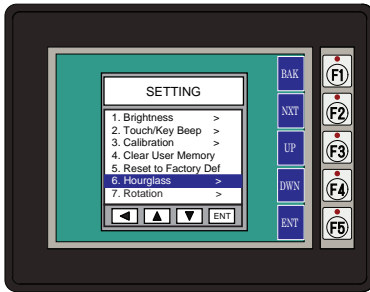 SETTING
1. Brightness >
2. Touch/Key Beep >
3. Calibration >
4. Clear User Memory
5. Reset to Factory Def
6. Hourglass >
7. Rotation >
ENT
BAK
NXT
UP
DWN
ENT
F1
F2
F3
F4
F5